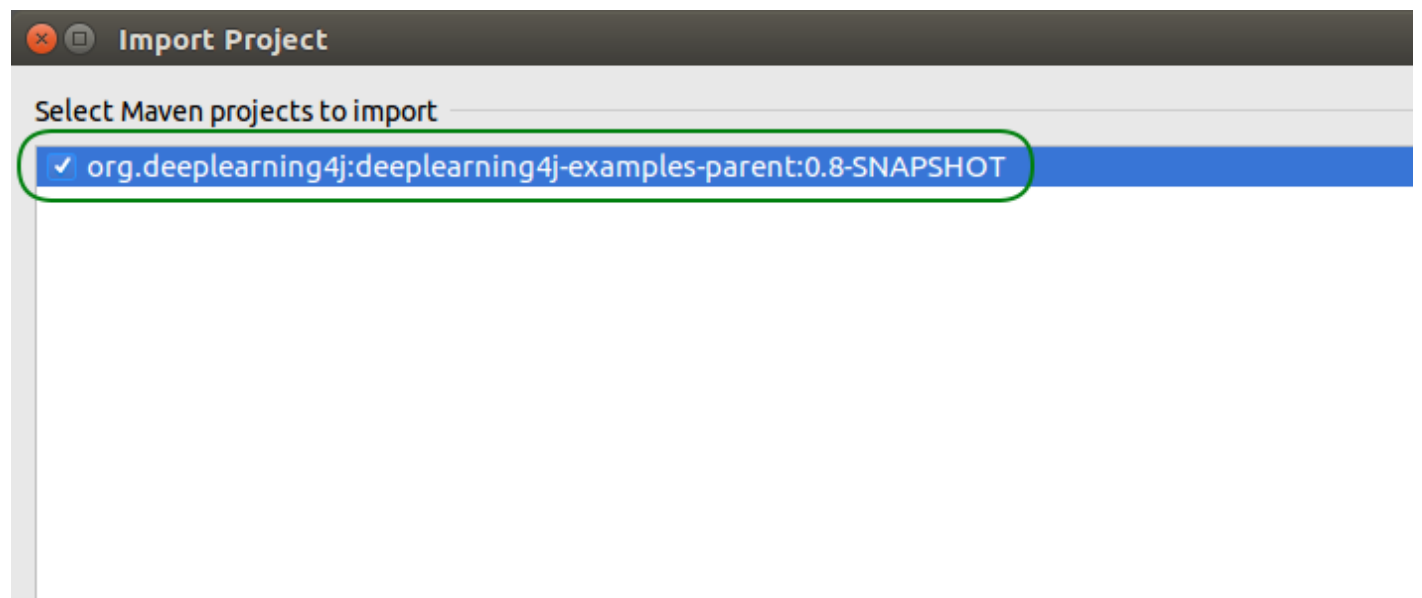 Import Project
Select Maven projects to import
org.deeplearning4j:deeplearning4j-examples-parent:0.8-SNAPSHOT